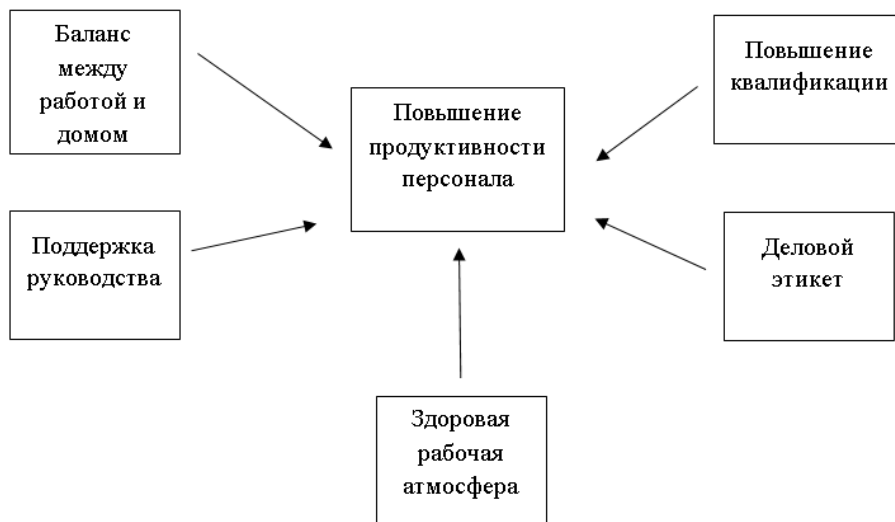 Баланс
между
работой и
домом
Повышение
продуктивности
персонала
Повышение
квалификации
Поддержка
руководства
Деловой
этикет
Здоровая
рабочая
атмосфера